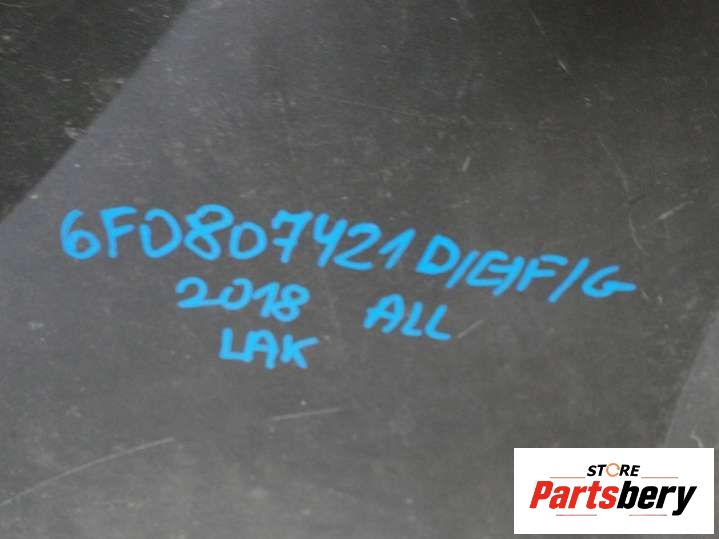 6F0807421D/E/F/G
2018 ALL
LAK
STORE
Partsbery